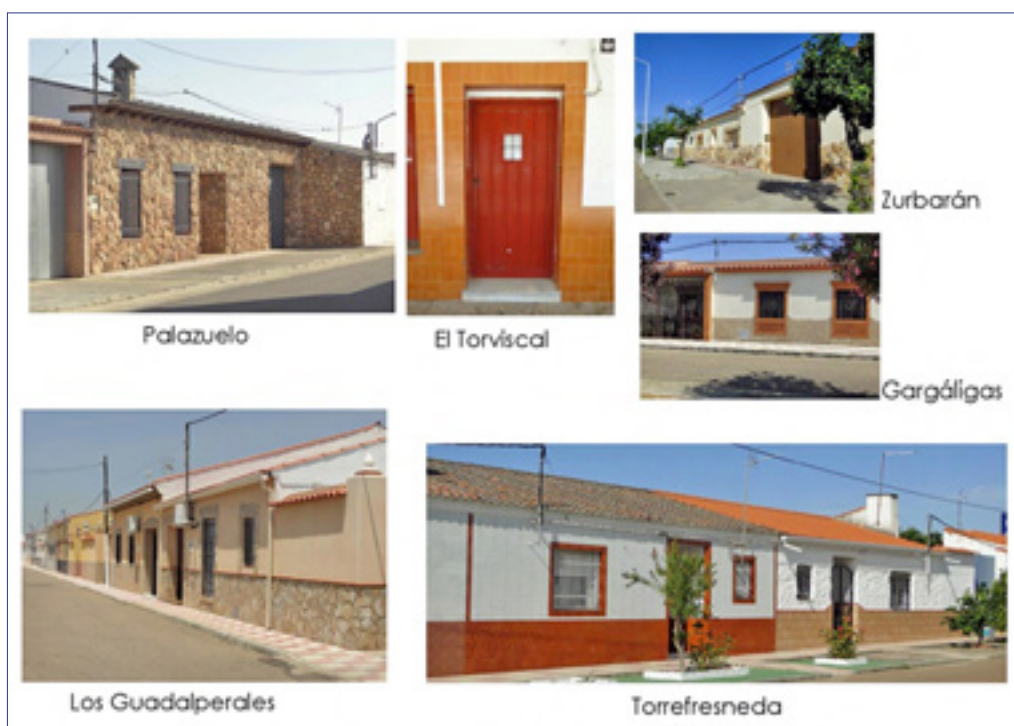 Zurbarán
Palazuelo
El Torviscal
Gargáligas
Los Guadalperales
Torrefresneda